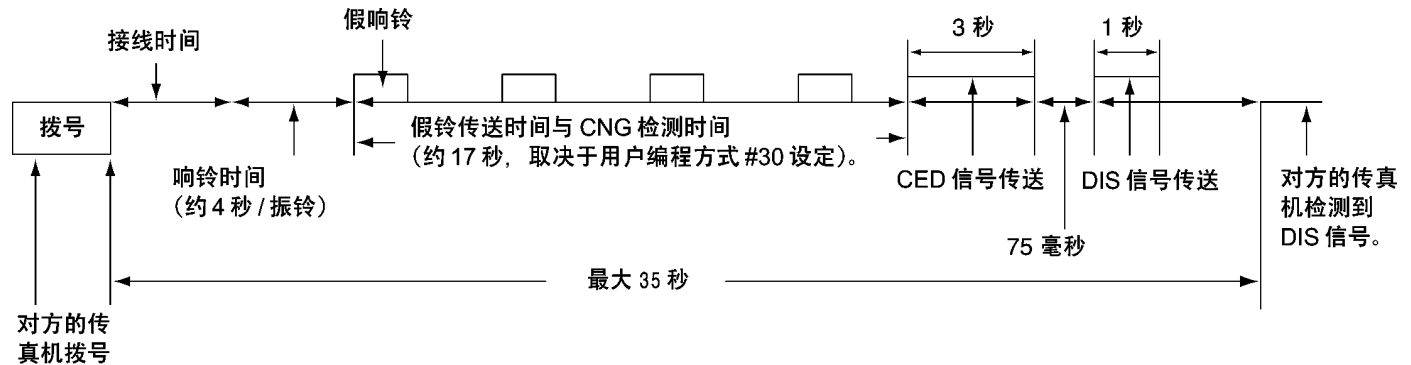 假响铃
接线时间
3 秒
1 秒
拨号
假铃传送时间与 CNG 检测时间
(约 17 秒, 取决于用户编程方式 #30 设定)。
响铃时间
(约 4 秒 / 振铃)
CED 信号传送
DIS 信号传送
对方的传真
机检测到
DIS 信号。
75 毫秒
最大 35 秒
对方的传
真机拨号